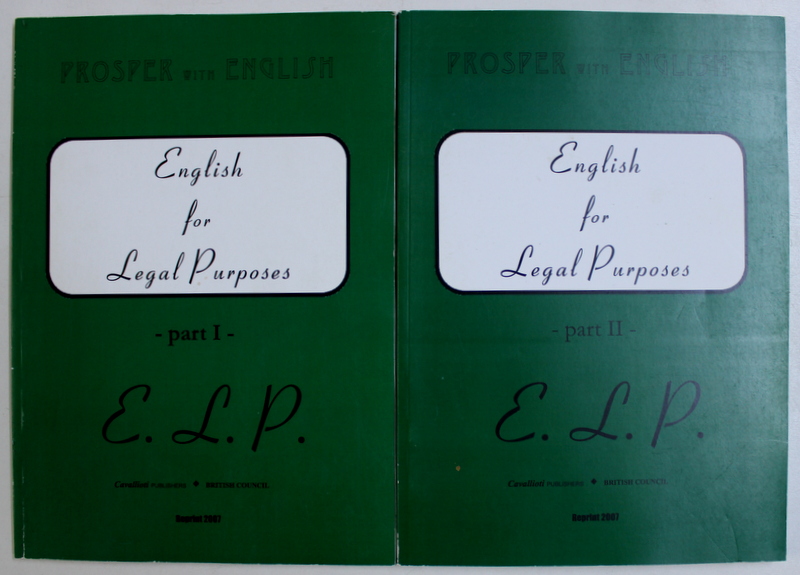 PROSPER WITH ENGLISH
English
for
Legal Purposes
- part I -
E. L. P.
Cavallioti PUBLISHERS ◆ BRITISH COUNCIL
Reprint 2007
PROSPER WITH ENGLISH
English
for
Legal Purposes
- part II -
E. L. P.
Cavallioti PUBLISHERS ◆ BRITISH COUNCIL
Reprint 2007